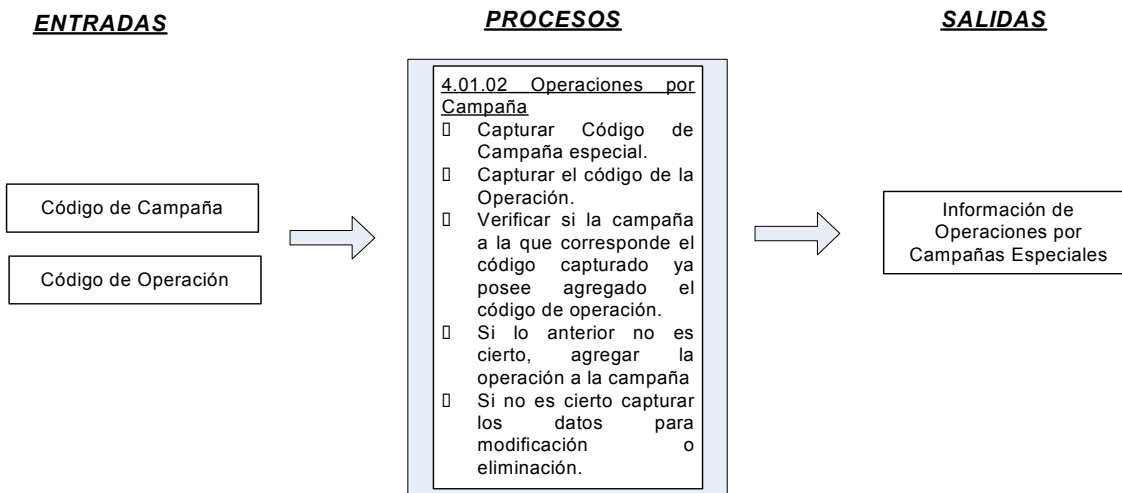 ENTRADAS
PROCESOS
SALIDAS
Código de Campaña
Código de Operación
4.01.02 Operaciones por
Campaña
▯ Capturar Código de
Campaña especial.
▯ Capturar el código de la
Operación.
▯ Verificar si la campaña
a la que corresponde el
código capturado ya
posee agregado el
código de operación.
▯ Si lo anterior no es
cierto, agregar la
operación a la campaña
▯ Si no es cierto capturar
los datos para
modificación o
eliminación.
Información de
Operaciones por
Campañas Especiales